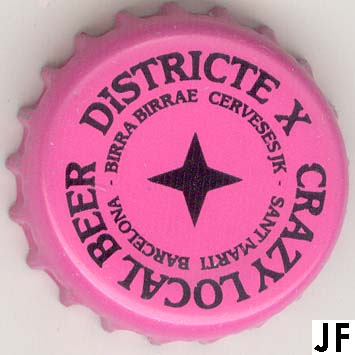 DISTRICTE X
CRAZY LOCAL BEER
BIRRA BIRRAE CERVESES JK - SANT MARTI BARCELONA -
JF